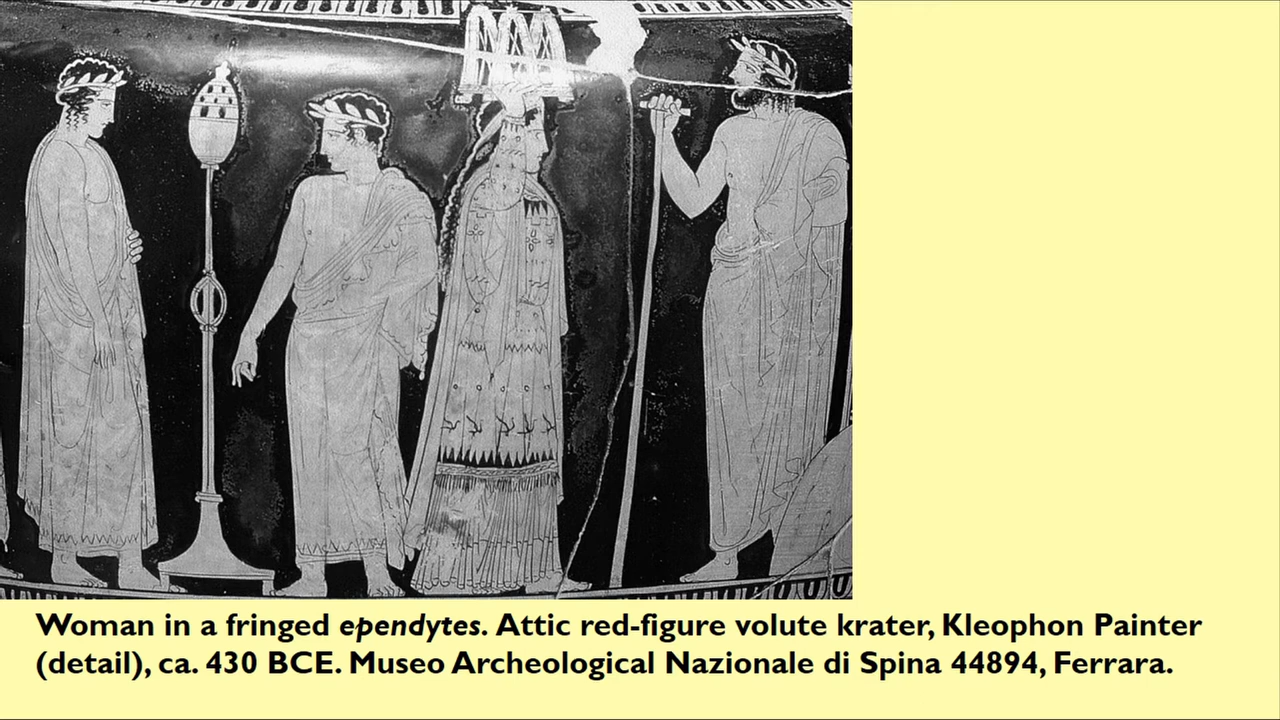 Woman in a fringed ependytes. Attic red-figure volute krater, Kleophon Painter
(detail), ca. 430 BCE. Museo Archeological Nazionale di Spina 44894, Ferrara.